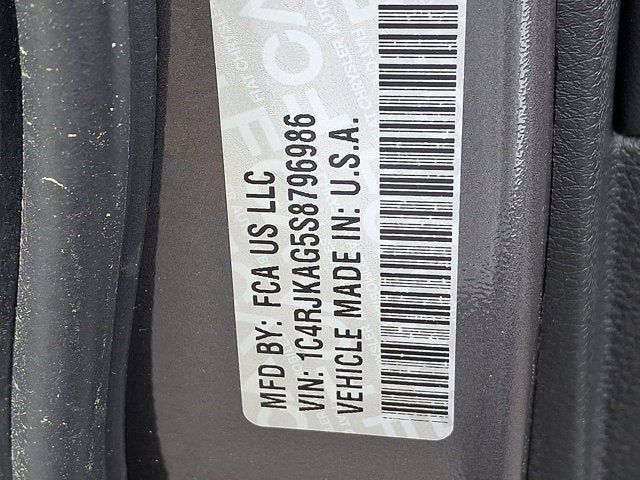 MFD BY: FCA US LLC
VIN: 1C4RJKAG5S8796986
VEHICLE MADE IN: U.S.A.